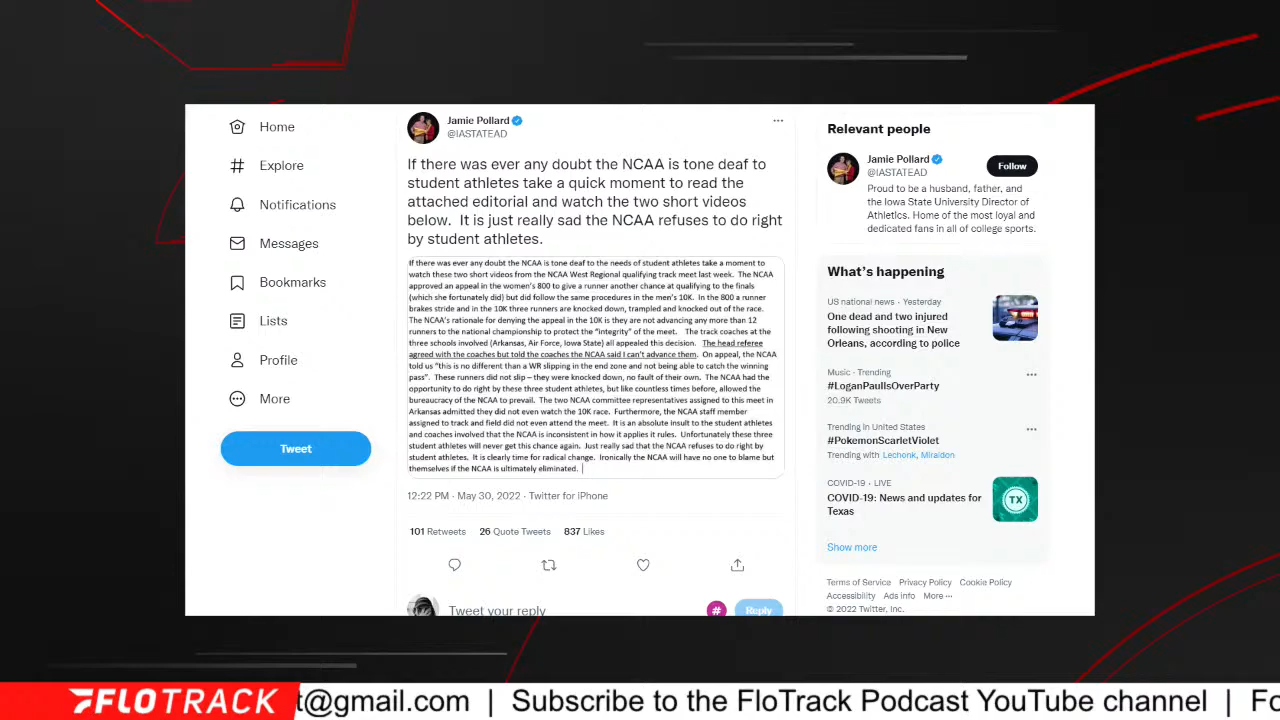 Home
Explore
Notifications
Messages
Bookmarks
Lists
Profile
More
Tweet
Jamie Pollard
@IASTATEAD
If there was ever any doubt the NCAA is tone deaf to
student athletes take a quick moment to read the
attached editorial and watch the two short videos
below.  It is just really sad the NCAA refuses to do right
by student athletes.
If there was ever any doubt the NCAA is tone deaf to the needs of student athletes take a moment to
watch these two short videos from the NCAA West Regional qualifying track meet last week.  The NCAA
approved an appeal in the women's 800 to give a runner another chance at qualifying to the finals
(which she fortunately did) but did follow the same procedures in the men's 10K.  In the 800 a runner
brakes stride and in the 10K three runners are knocked down, trampled and knocked out of the race.
The NCAA's rationale for denying the appeal in the 10K is they are not advancing any more than 12
runners to the national championship to protect the "integrity" of the meet.  The track coaches at the
three schools involved (Arkansas, Air Force, Iowa State) all appealed this decision.  The head referee
agreed with the coaches but told the coaches the NCAA said I can't advance them.  On appeal, the NCAA
told us "this is no different than a WR slipping in the end zone and not being able to catch the winning
pass".  These runners did not slip – they were knocked down, no fault of their own.  The NCAA had the
opportunity to do right by these three student athletes, but like countless times before, allowed the
bureaucracy of the NCAA to prevail.  The two NCAA committee representatives assigned to this meet in
Arkansas admitted they did not even watch the 10K race.  Furthermore, the NCAA staff member
assigned to track and field did not even attend the meet.  It is an absolute insult to the student athletes
and coaches involved that the NCAA is inconsistent in how it applies it rules.  Unfortunately these three
student athletes will never get this chance again.  Just really sad that the NCAA refuses to do right by
student athletes.  It is clearly time for radical change.  Ironically the NCAA will have no one to blame but
themselves if the NCAA is ultimately eliminated.
12:22 PM · May 30, 2022 · Twitter for iPhone
101 Retweets 26 Quote Tweets 837 Likes
Tweet your reply
#
Reply
Relevant people
Jamie Pollard
@IASTATEAD
Follow
Proud to be a husband, father, and
the Iowa State University Director of
Athletics. Home of the most loyal and
dedicated fans in all of college sports.
What's happening
US national news · Yesterday
One dead and two injured
following shooting in New
Orleans, according to police
Music · Trending
#LoganPaulIsOverParty
20.9K Tweets
Trending in United States
#PokemonScarletViolet
Trending with Lechonk, Miraidon
COVID-19 · LIVE
COVID-19: News and updates for
Texas
TX
Show more
Terms of Service Privacy Policy Cookie Policy
Accessibility Ads info More ···
© 2022 Twitter, Inc.
FLOTRACK
t@gmail.com | Subscribe to the FloTrack Podcast YouTube channel | Fo